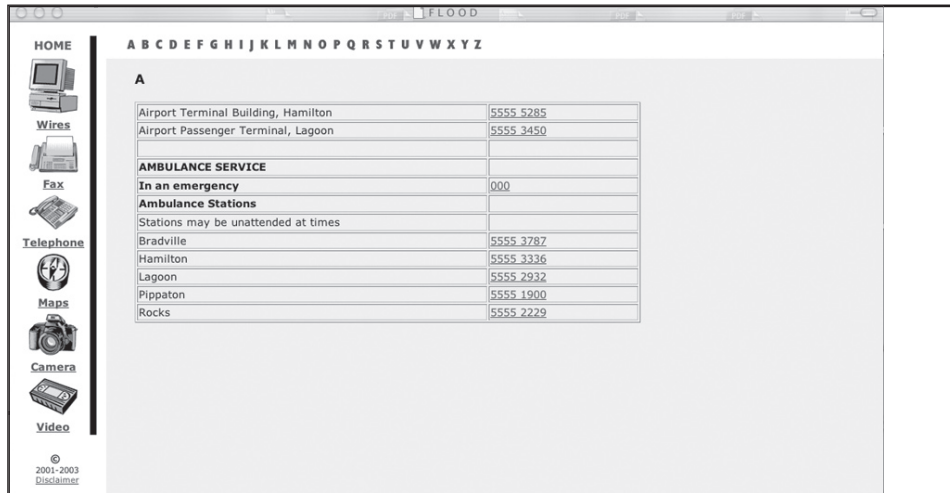 FLOOD
HOME
Wires
Fax
Telephone
Maps
Camera
Video
©
2001-2003
Disclaimer
A B C D E F G H I J K L M N O P Q R S T U V W X Y Z
A
Airport Terminal Building, Hamilton 5555 5285
Airport Passenger Terminal, Lagoon 5555 3450
AMBULANCE SERVICE
In an emergency 000
Ambulance Stations
Stations may be unattended at times
Bradville 5555 3787
Hamilton 5555 3336
Lagoon 5555 2932
Pippaton 5555 1900
Rocks 5555 2229